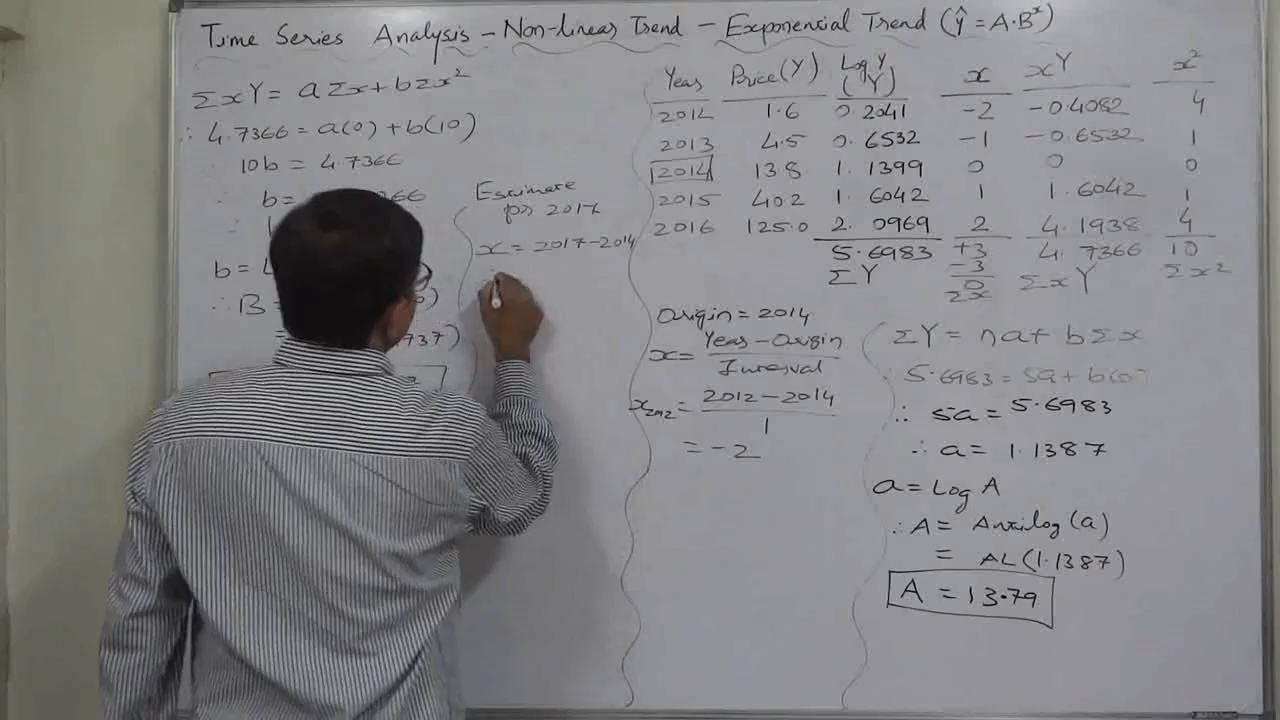 Time Series Analysis - Non-linear Trend - Exponential Trend (ŷ = A·Bˣ)
ΣxY = aΣx + bΣx²
∴ 4.7366 = a(0) + b(10)
10b = 4.7366
b =
b =
∴ B =
=
737)
Estimate
for 2017
x = 2017-2014
Year Price(Y) Log Y (Y) x xY x²
2012 1.6 0.2041 -2 -0.4082 4
2013 4.5 0.6532 -1 -0.6532 1
2014 13.8 1.1399 0 0 0
2015 40.2 1.6042 1 1.6042 1
2016 125.0 2.0969 2 4.1938 4
5.6983 +3 4.7366 10
ΣY -3 ΣxY Σx²
0
Σx
Origin = 2014
x = Year - Origin
Interval
x2012 = 2012 - 2014
1
= -2
ΣY = na + bΣx
5.6983 = 5a + b(0)
∴ 5a = 5.6983
∴ a = 1.1387
a = Log A
∴ A = Antilog(a)
= AL(1.1387)
A = 13.79